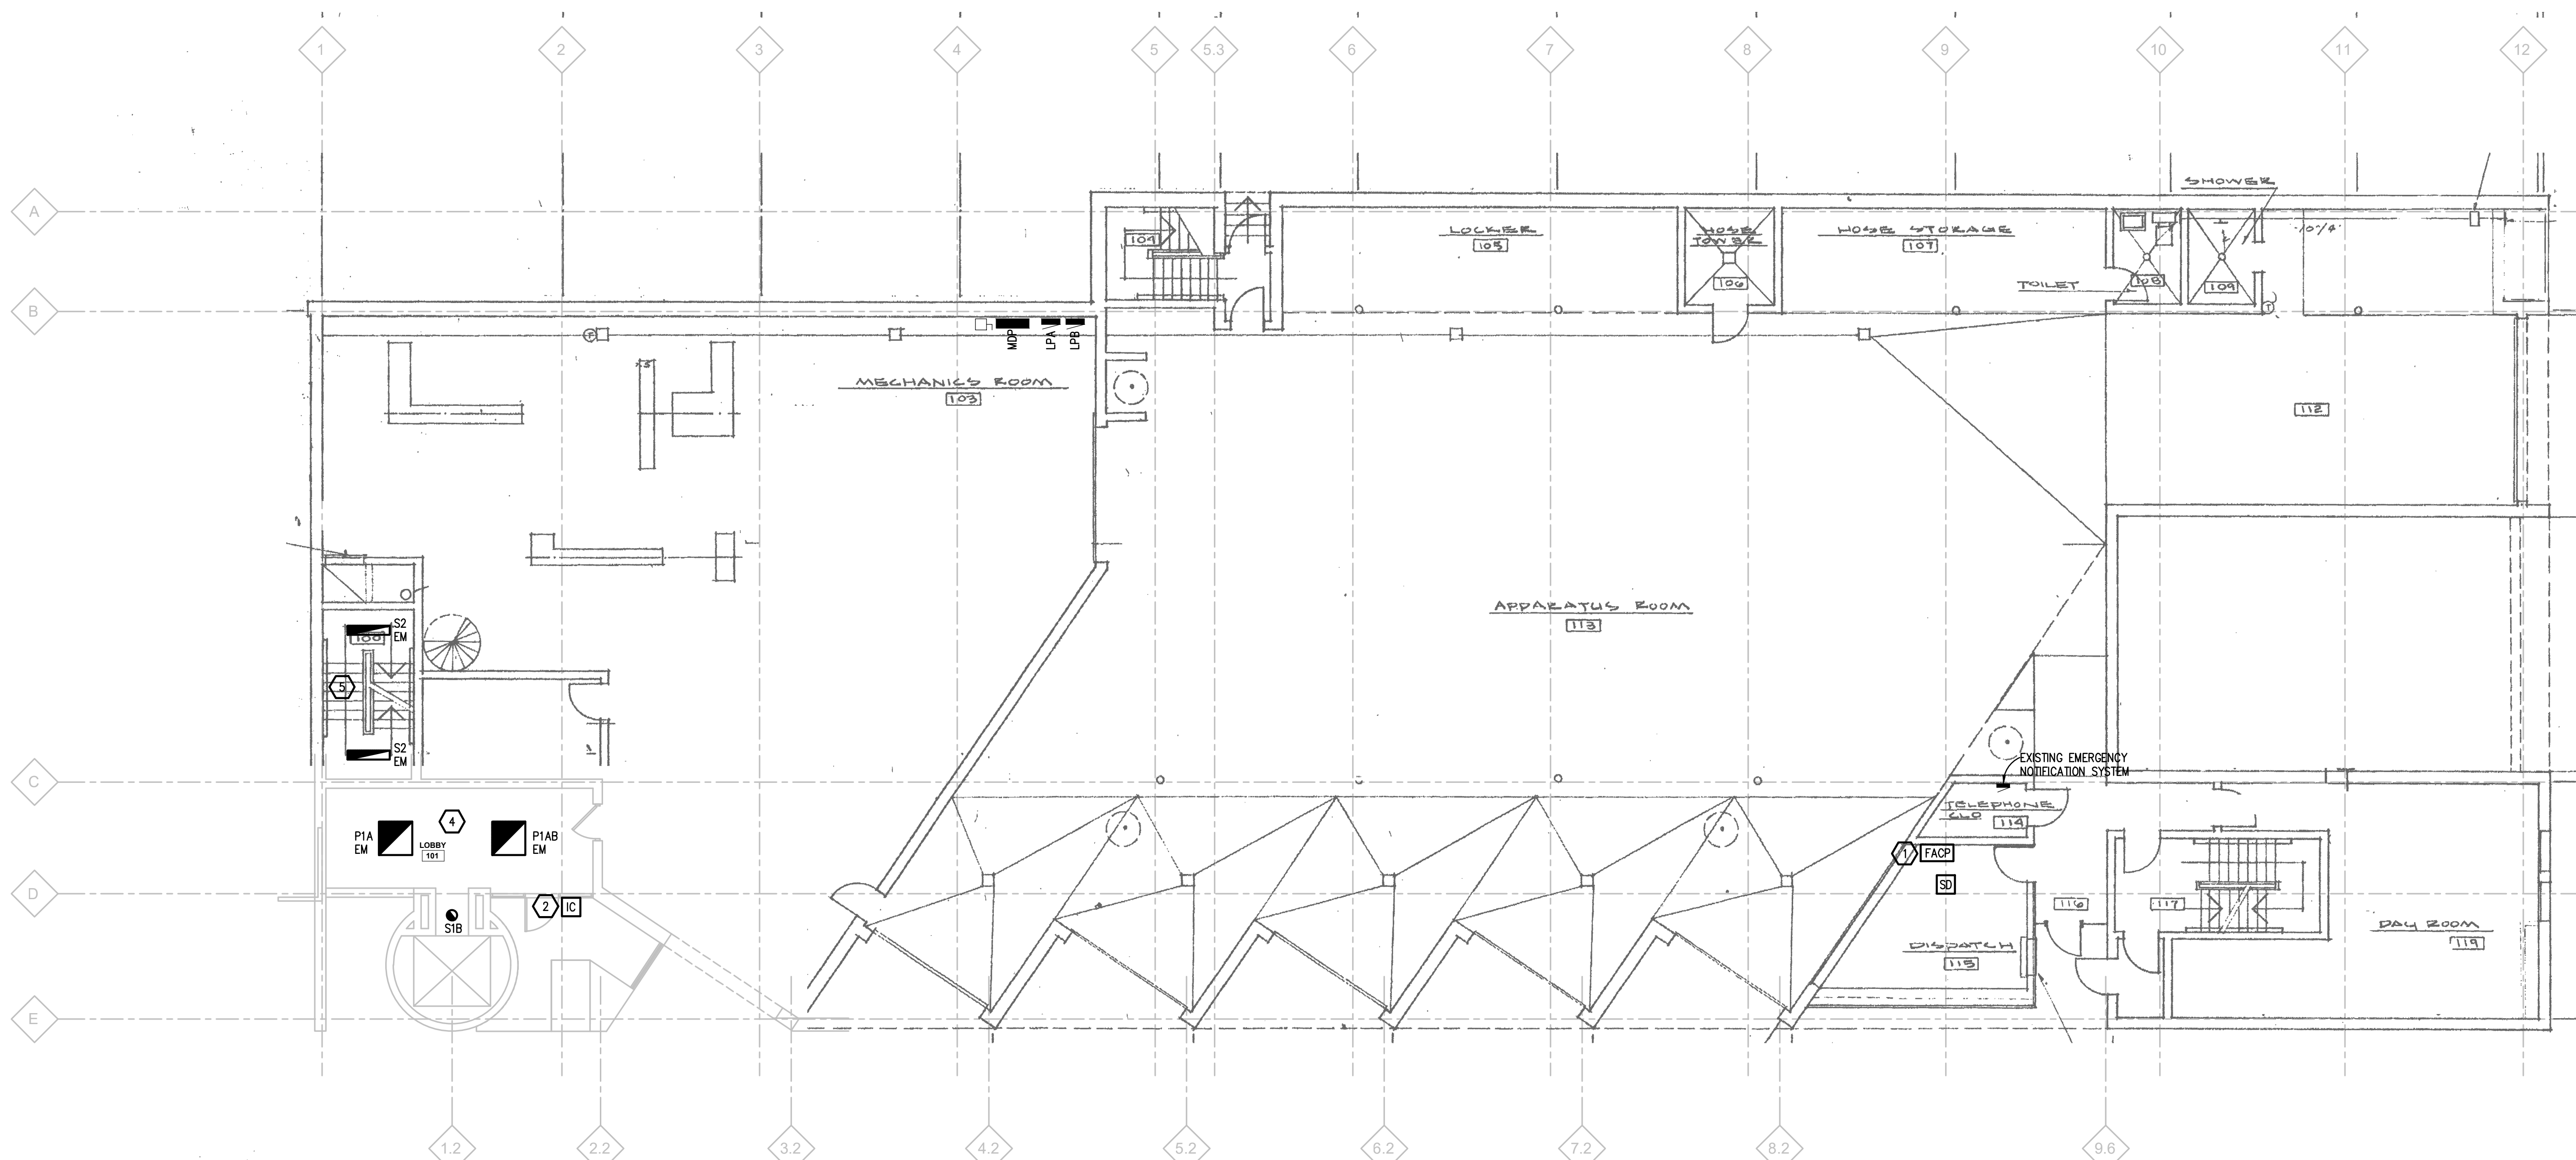 1 2 3 4 5 5.3 6 7 8 9 10 11 12
SHOWER
A
104
LOCKER
105
HOSE
TOWER
106
HOSE STORAGE
107
TOILET
108
109
10'/4"
B
MDP
LPA
LPB
MECHANICS ROOM
103
112
APPARATUS ROOM
113
S2
EM
100
5
S2
EM
EXISTING EMERGENCY
NOTIFICATION SYSTEM
C
TELEPHONE
CLO 114
P1A
EM
4
LOBBY
101
P1AB
EM
1 FACP
SD
D
2 IC
S1B
116
117
DAY ROOM
119
DISPATCH
115
E
1.2 2.2 3.2 4.2 5.2 6.2 7.2 8.2 9.6